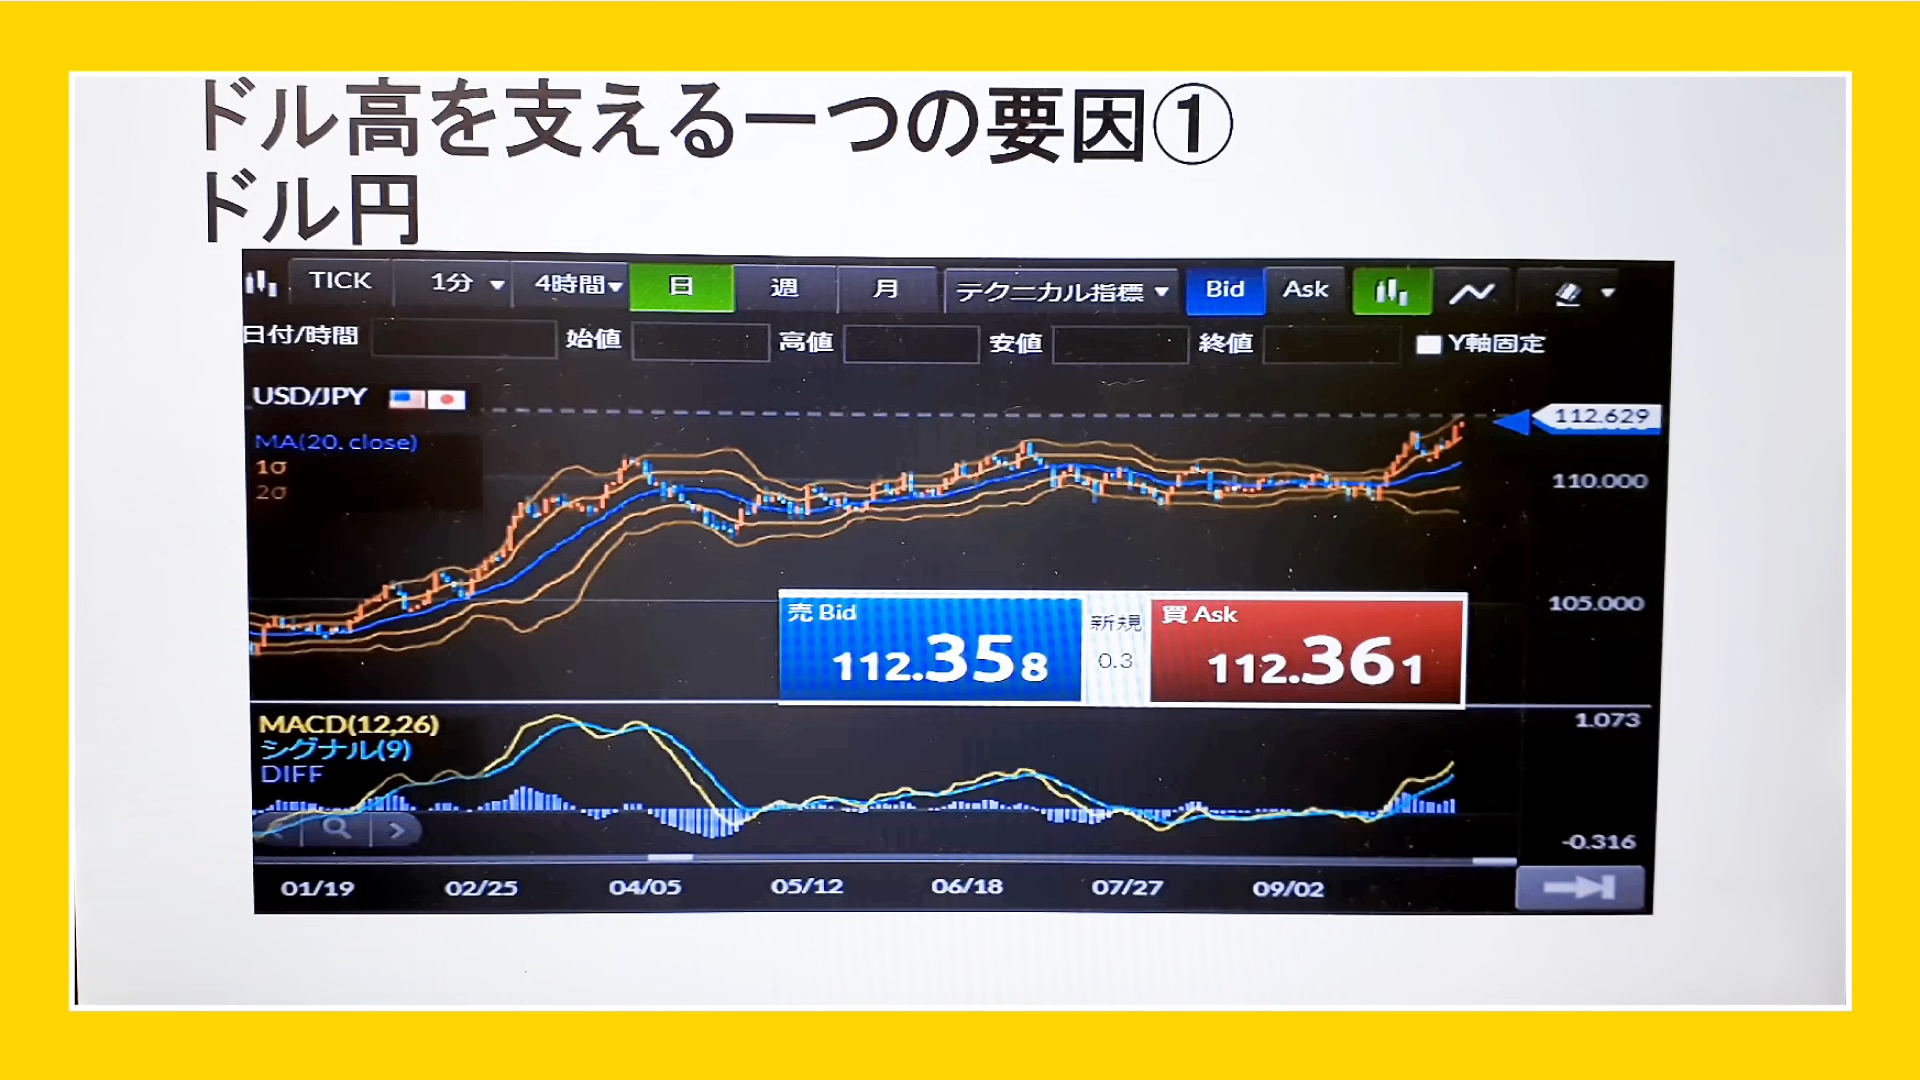 ドル高を支える一つの要因①
ドル円
TICK 1分 4時間 日 週 月 テクニカル指標 Bid Ask
日付/時間 始値 高値 安値 終値 Y軸固定
USD/JPY
112.629
MA(20, close)
1σ
2σ
110.000
105.000
売 Bid 新規 買 Ask
112.358 0.3 112.361
MACD(12,26)
1.073
シグナル(9)
DIFF
-0.316
01/19 02/25 04/05 05/12 06/18 07/27 09/02